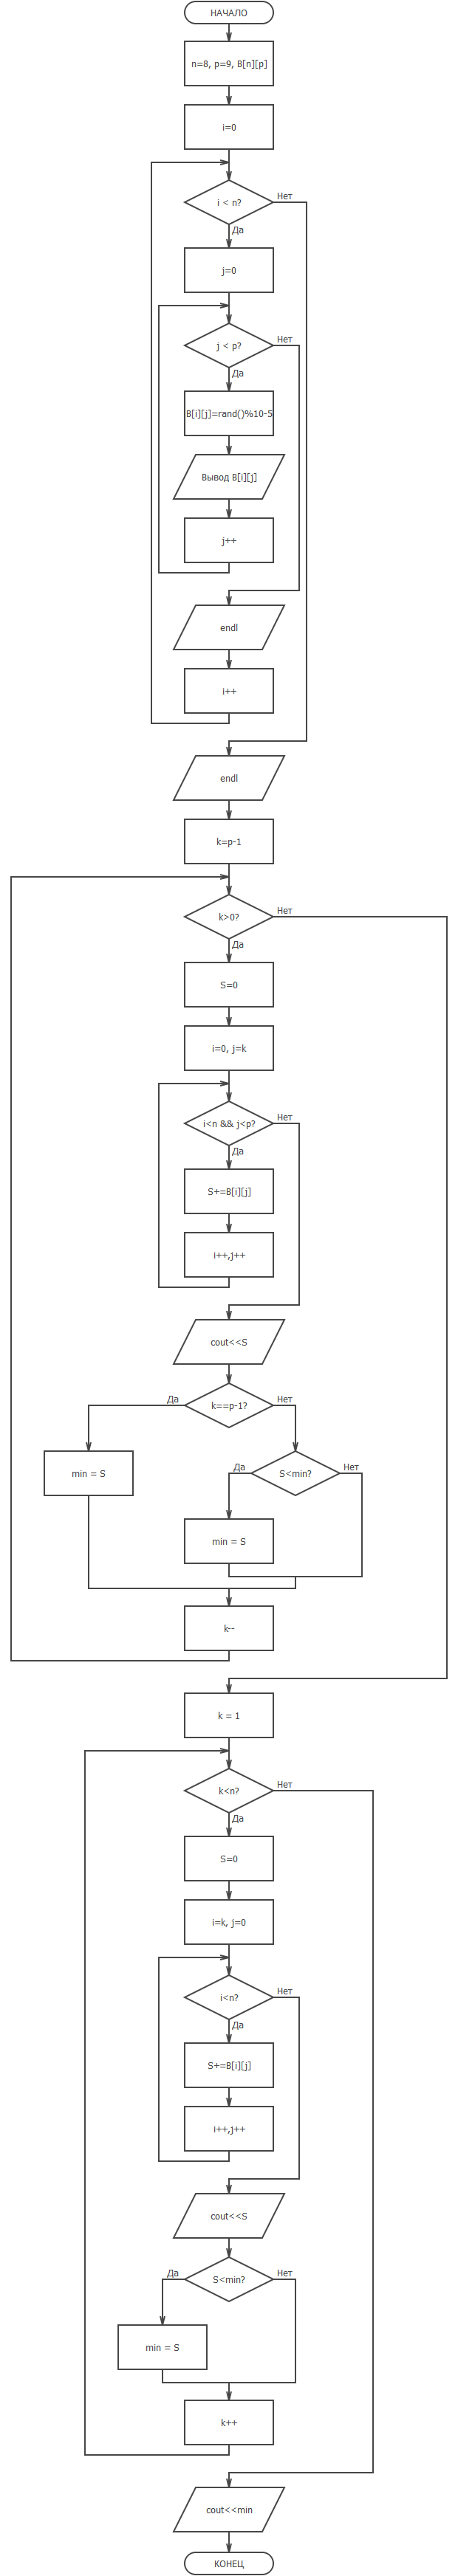 НАЧАЛО
n=8, p=9, B[n][p]
i=0
i < n?
Нет
Да
j=0
j < p?
Нет
Да
B[i][j]=rand()%10-5
Вывод B[i][j]
j++
endl
i++
endl
k=p-1
k>0?
Нет
Да
S=0
i=0, j=k
i<n && j<p?
Нет
Да
S+=B[i][j]
i++,j++
cout<<S
Да
k==p-1?
Нет
min = S
Да
S<min?
Нет
min = S
k--
k = 1
k<n?
Нет
Да
S=0
i=k, j=0
i<n?
Нет
Да
S+=B[i][j]
i++,j++
cout<<S
Да
S<min?
Нет
min = S
k++
cout<<min
КОНЕЦ